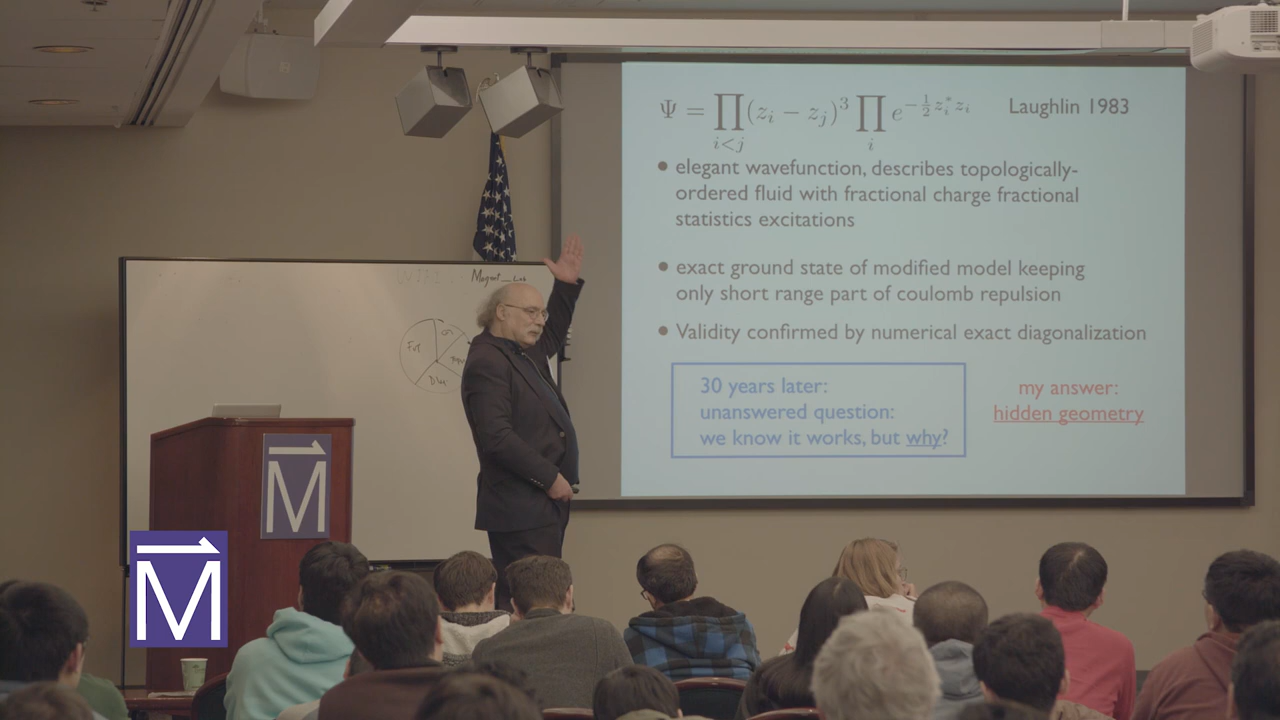 Ψ = ∏_{i<j} (z_i − z_j)^3 ∏_i e^{−½ z_i^* z_i} Laughlin 1983
• elegant wavefunction, describes topologically-
ordered fluid with fractional charge fractional
statistics excitations
• exact ground state of modified model keeping
only short range part of coulomb repulsion
• Validity confirmed by numerical exact diagonalization
30 years later:
unanswered question:
we know it works, but why?
my answer:
hidden geometry
M
M